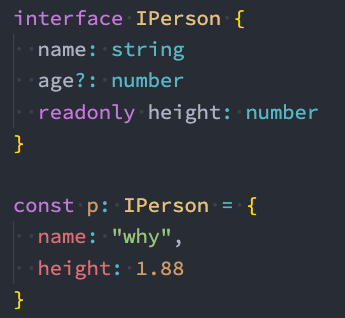 interface IPerson {
  name: string
  age?: number
  readonly height: number
}

const p: IPerson = {
  name: "why",
  height: 1.88
}